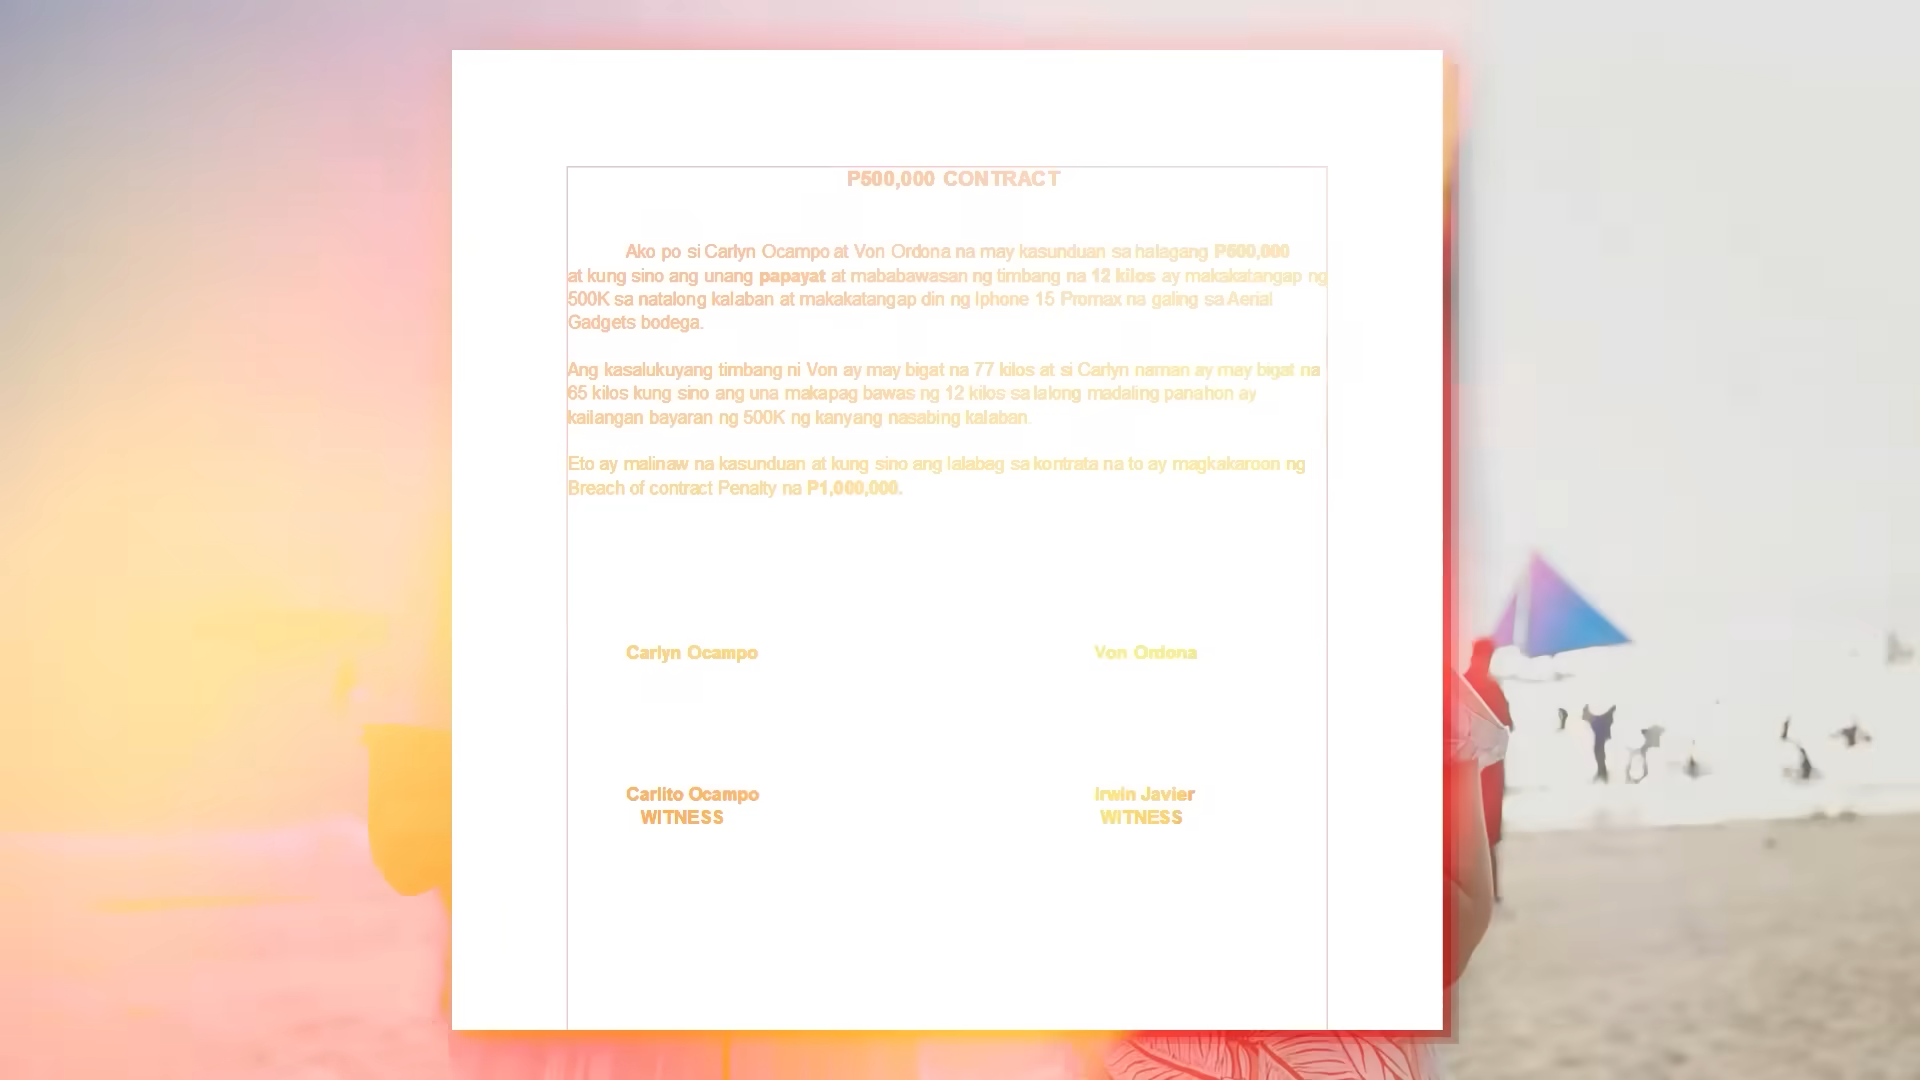 P500,000 CONTRACT
Ako po si Carlyn Ocampo at Von Ordona na may kasunduan sa halagang P500,000
at kung sino ang unang papayat at mababawasan ng timbang na 12 kilos ay makakatangap ng
500K sa natalong kalaban at makakatangap din ng Iphone 15 Promax na galing sa Aerial
Gadgets bodega.
Ang kasalukuyang timbang ni Von ay may bigat na 77 kilos at si Carlyn naman ay may bigat na
65 kilos kung sino ang una makapag bawas ng 12 kilos sa lalong madaling panahon ay
kailangan bayaran ng 500K ng kanyang nasabing kalaban.
Eto ay malinaw na kasunduan at kung sino ang lalabag sa kontrata na to ay magkakaroon ng
Breach of contract Penalty na P1,000,000.
Carlyn Ocampo Von Ordona
Carlito Ocampo Irwin Javier
WITNESS WITNESS